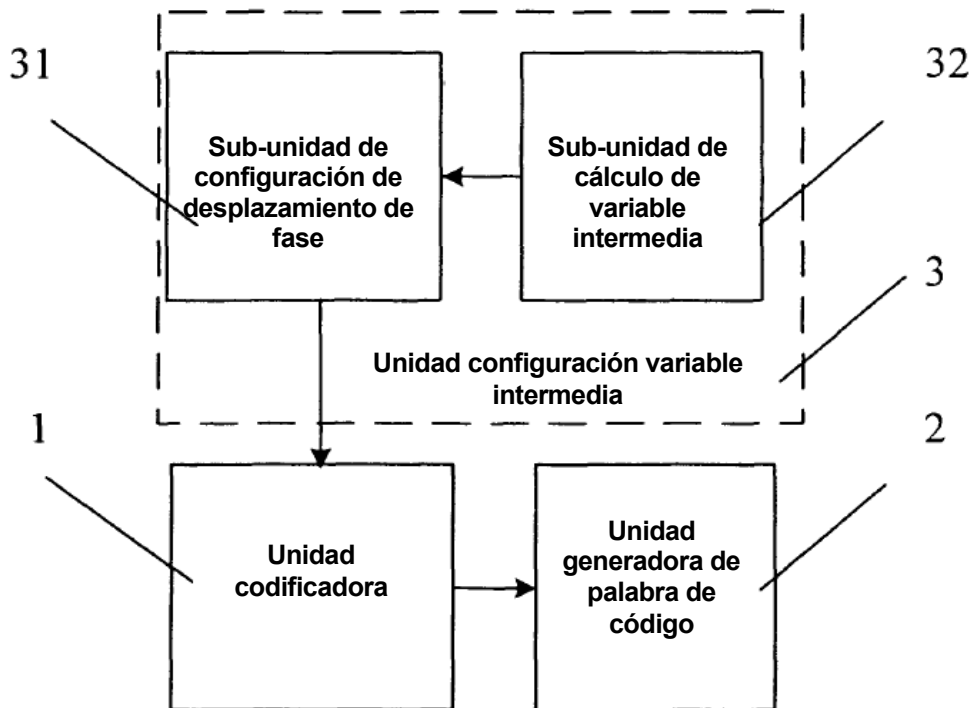 31
32
Sub-unidad de
configuración de
desplazamiento de
fase
Sub-unidad de
cálculo de
variable
intermedia
3
Unidad configuración variable
intermedia
1
2
Unidad
codificadora
Unidad
generadora de
palabra de
código